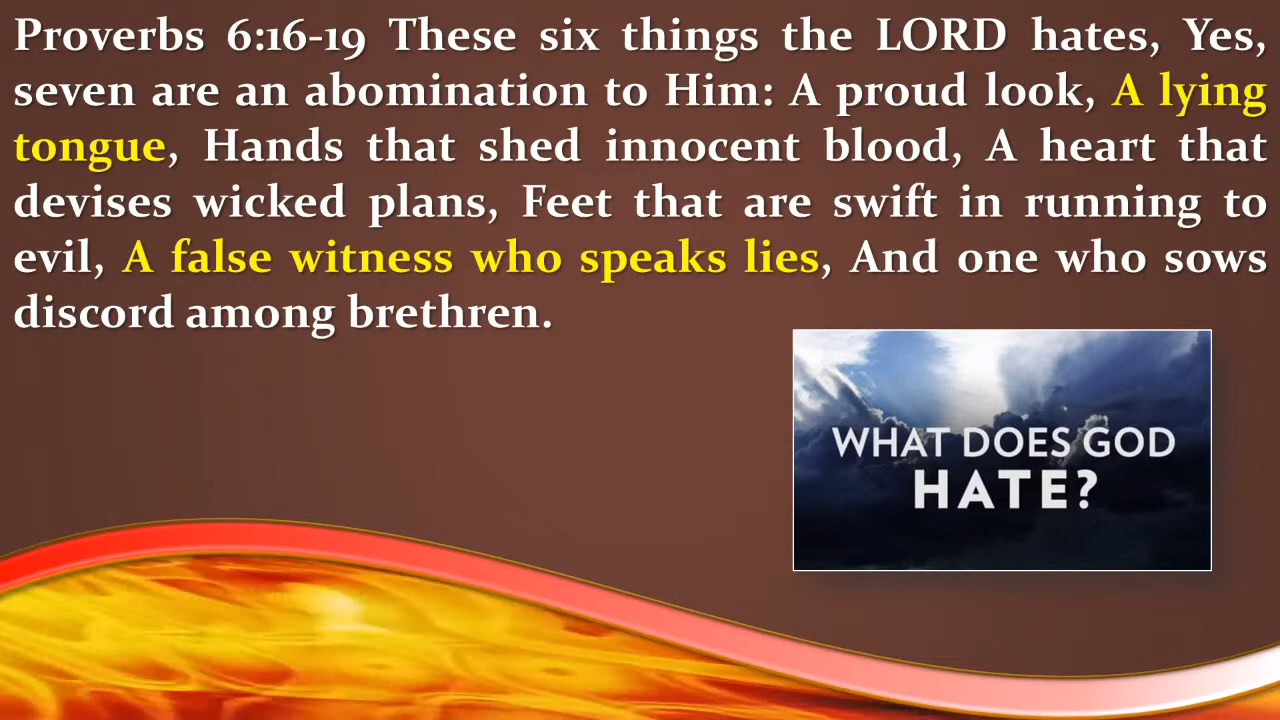 Proverbs 6:16-19 These six things the LORD hates, Yes,
seven are an abomination to Him: A proud look, A lying
tongue, Hands that shed innocent blood, A heart that
devises wicked plans, Feet that are swift in running to
evil, A false witness who speaks lies, And one who sows
discord among brethren.
WHAT DOES GOD
HATE?